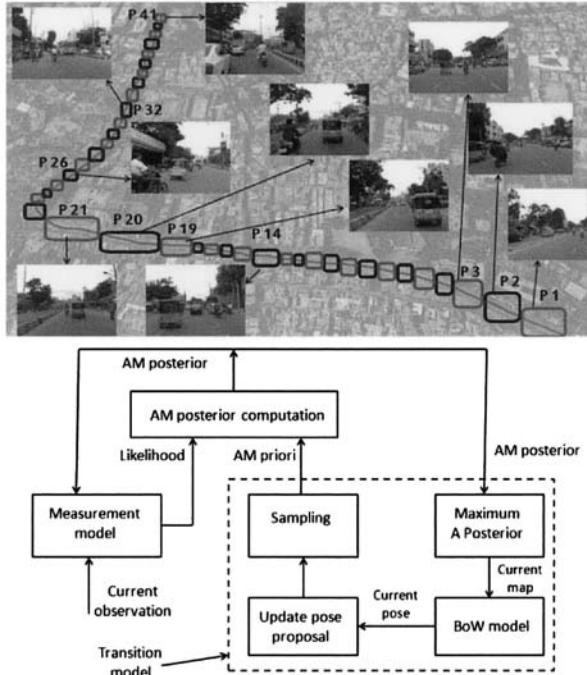 P 41
P 32
P 26
P 21
P 20
P 19
P 14
P 3
P 2
P 1
AM posterior
AM posterior computation
Likelihood
AM priori
AM posterior
Measurement
model
Sampling
Maximum
A Posterior
Current
map
Current
observation
Update pose
proposal
Current
pose
BoW model
Transition
model